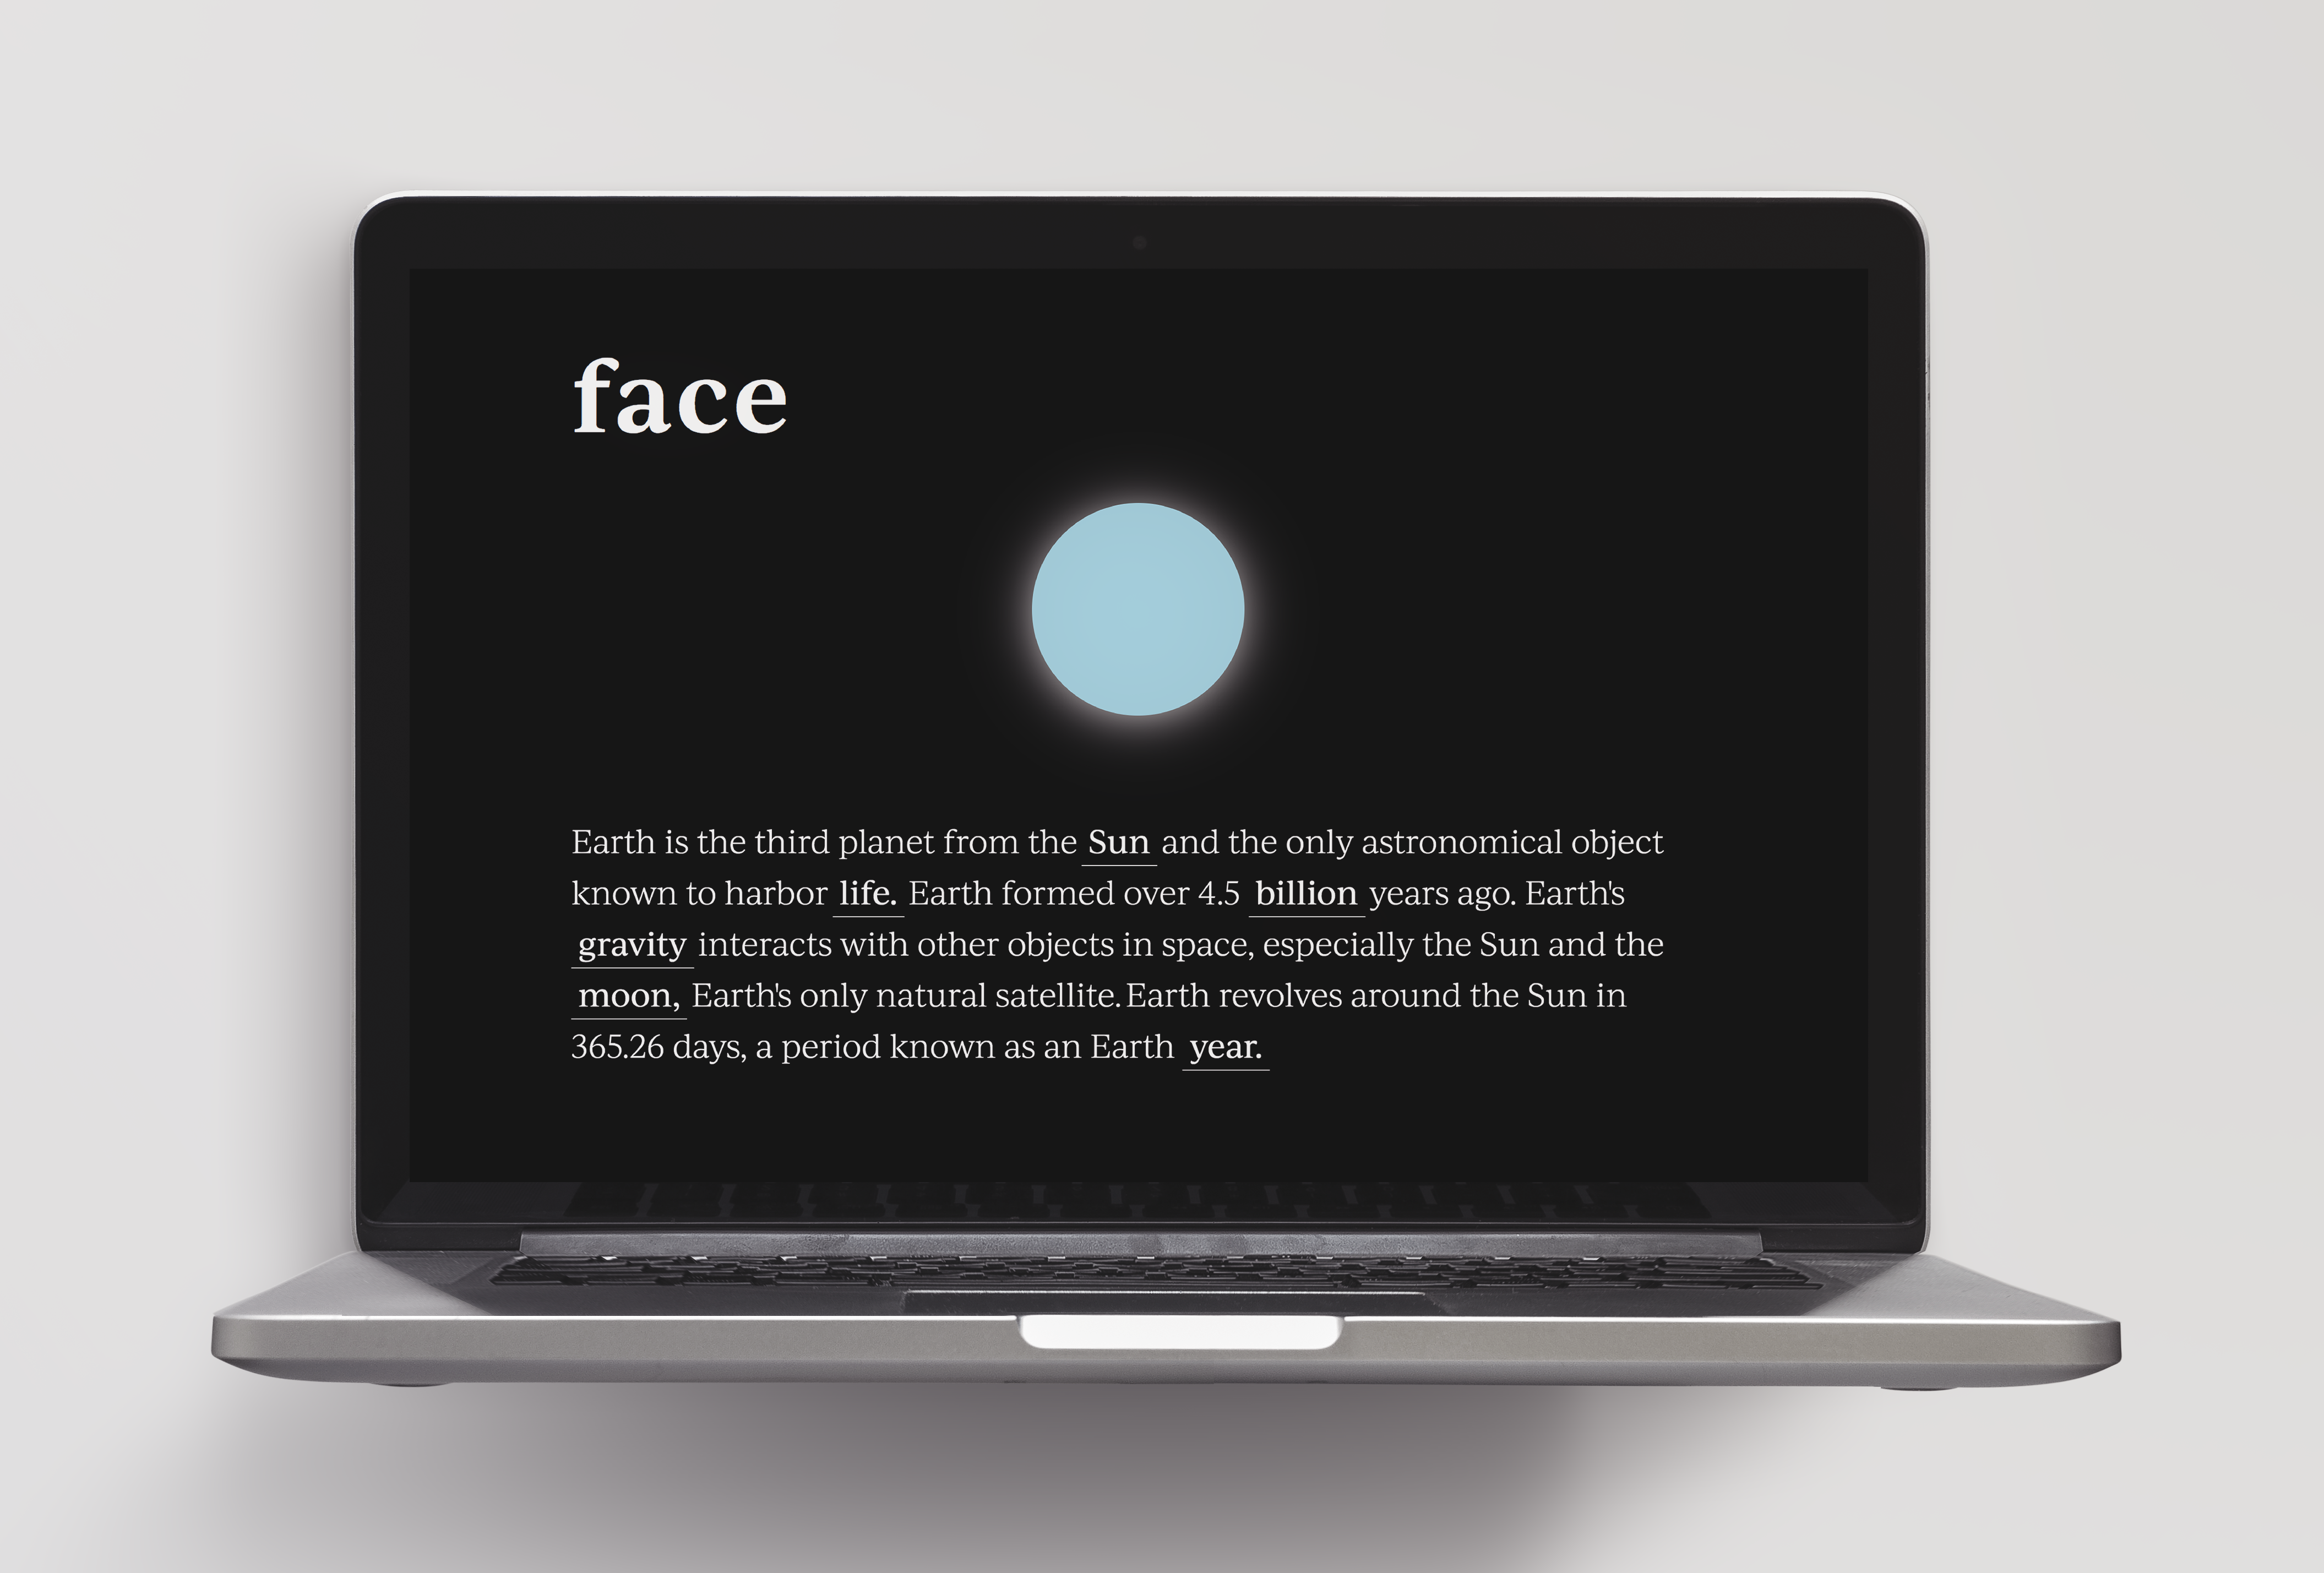 face
Earth is the third planet from the Sun and the only astronomical object
known to harbor life. Earth formed over 4.5 billion years ago. Earth's
gravity interacts with other objects in space, especially the Sun and the
moon, Earth's only natural satellite. Earth revolves around the Sun in
365.26 days, a period known as an Earth year.